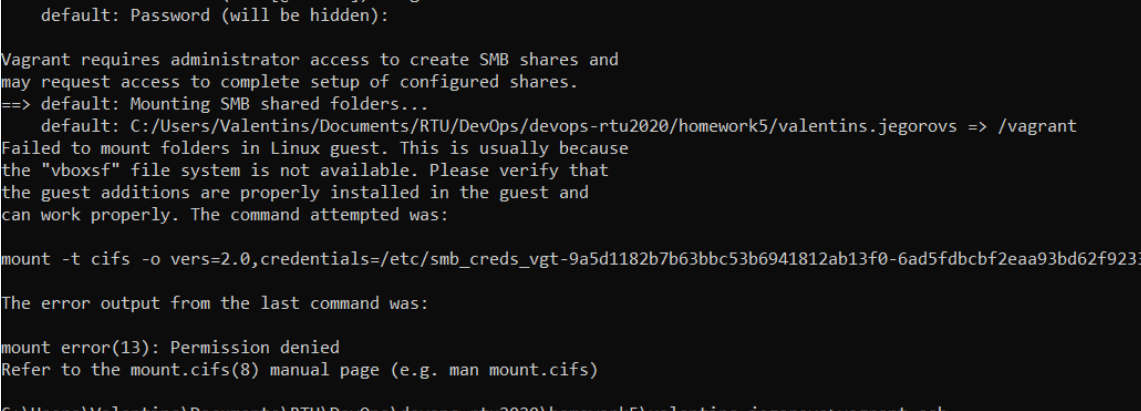 default: Password (will be hidden):
Vagrant requires administrator access to create SMB shares and
may request access to complete setup of configured shares.
==> default: Mounting SMB shared folders...
default: C:/Users/Valentins/Documents/RTU/DevOps/devops-rtu2020/homework5/valentins.jegorovs => /vagrant
Failed to mount folders in Linux guest. This is usually because
the "vboxsf" file system is not available. Please verify that
the guest additions are properly installed in the guest and
can work properly. The command attempted was:
mount -t cifs -o vers=2.0,credentials=/etc/smb_creds_vgt-9a5d1182b7b63bbc53b6941812ab13f0-6ad5fdbcbf2eaa93bd62f923
The error output from the last command was:
mount error(13): Permission denied
Refer to the mount.cifs(8) manual page (e.g. man mount.cifs)